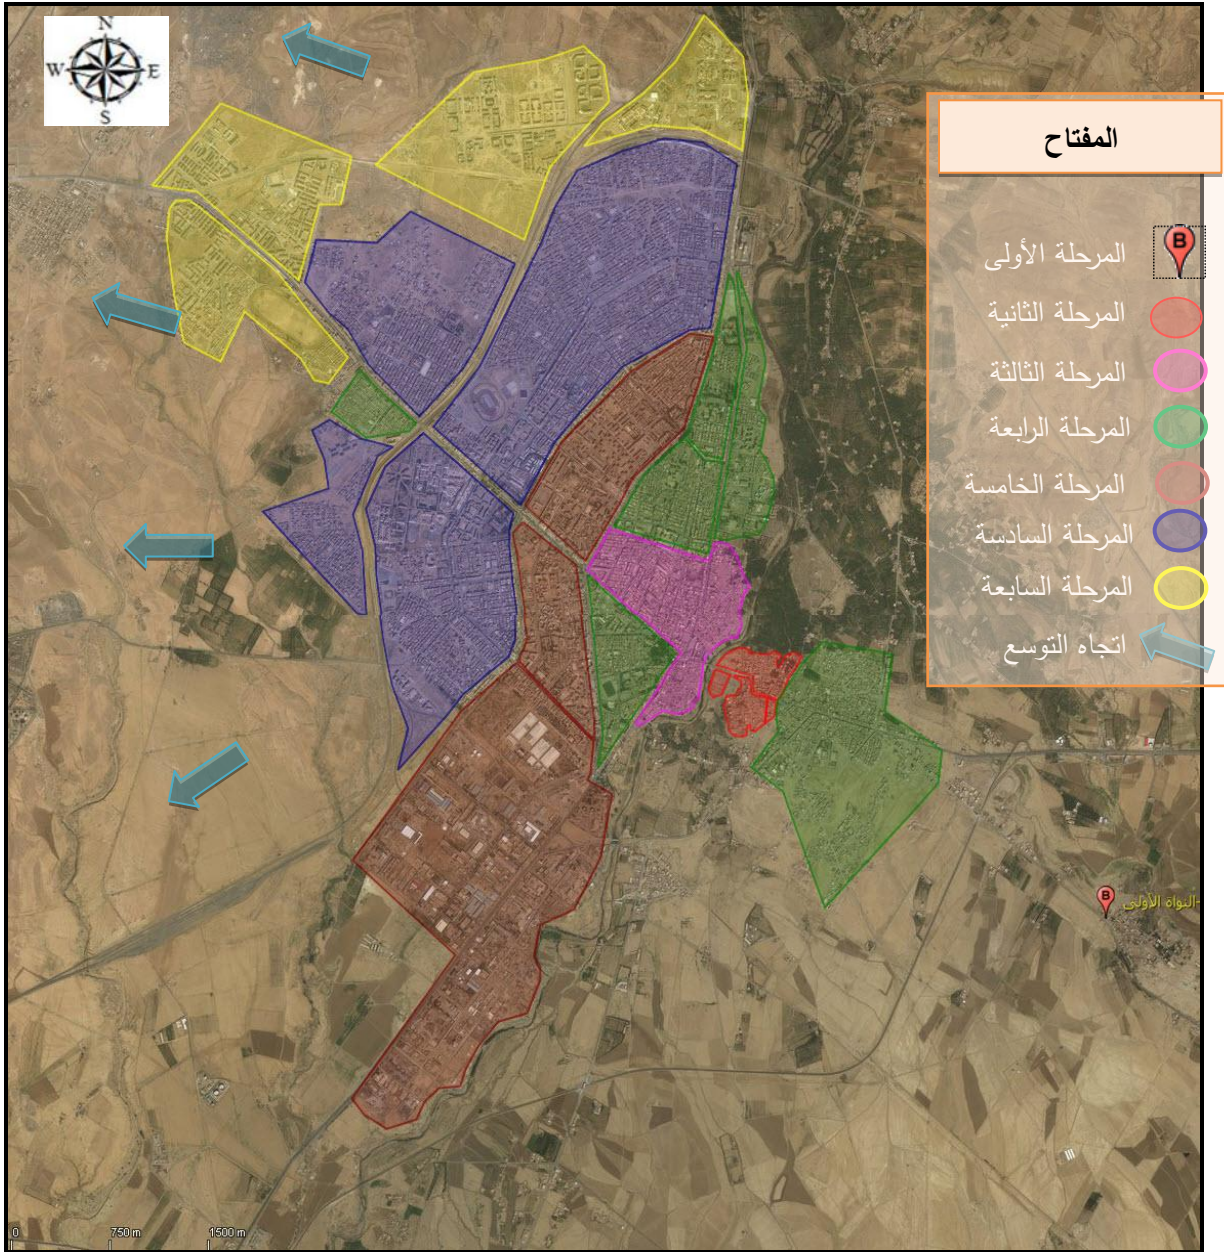 N
W E
S
المفتاح
B
المرحلة الأولى
المرحلة الثانية
المرحلة الثالثة
المرحلة الرابعة
المرحلة الخامسة
المرحلة السادسة
المرحلة السابعة
اتجاه التوسع
B
النواة الأولى-
0 750 m 1500 m